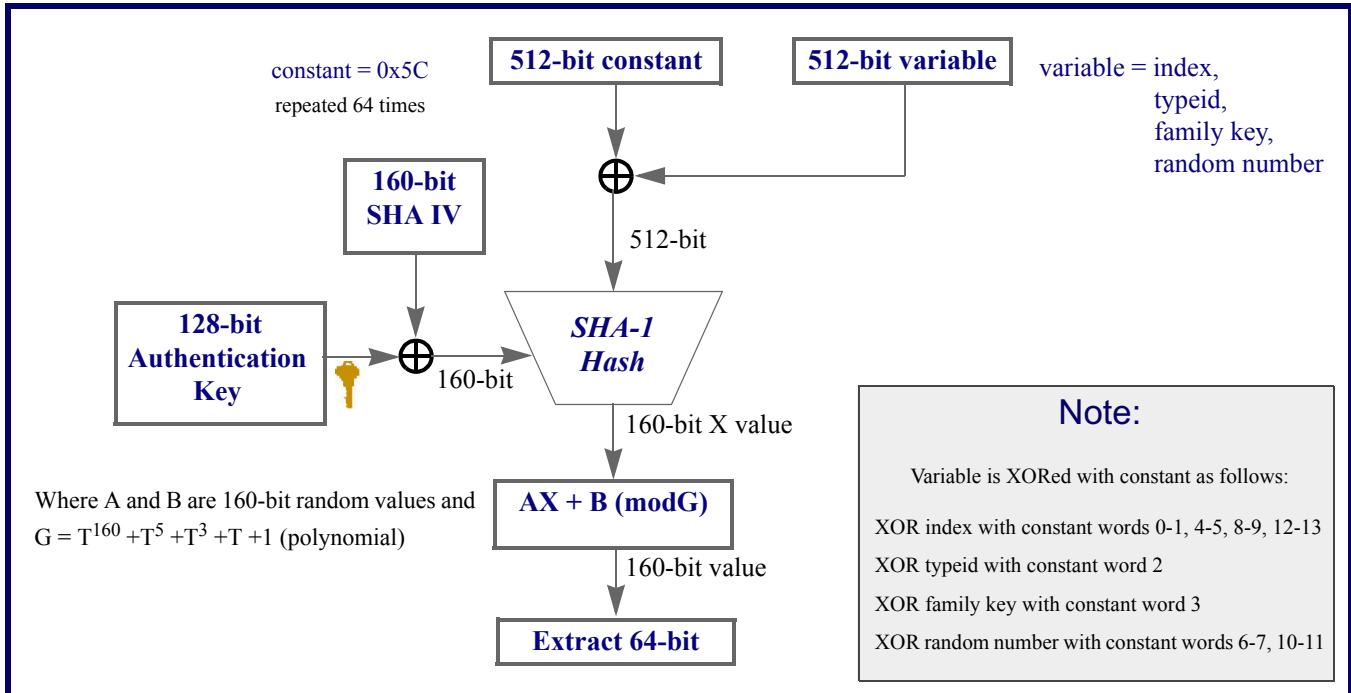 constant = 0x5C
repeated 64 times
512-bit constant
512-bit variable
variable = index,
typeid,
family key,
random number
160-bit
SHA IV
512-bit
128-bit
Authentication
Key
160-bit
SHA-1
Hash
160-bit X value
Where A and B are 160-bit random values and
G = T^160 +T^5 +T^3 +T +1 (polynomial)
AX + B (modG)
160-bit value
Extract 64-bit
Note:
Variable is XORed with constant as follows:
XOR index with constant words 0-1, 4-5, 8-9, 12-13
XOR typeid with constant word 2
XOR family key with constant word 3
XOR random number with constant words 6-7, 10-11